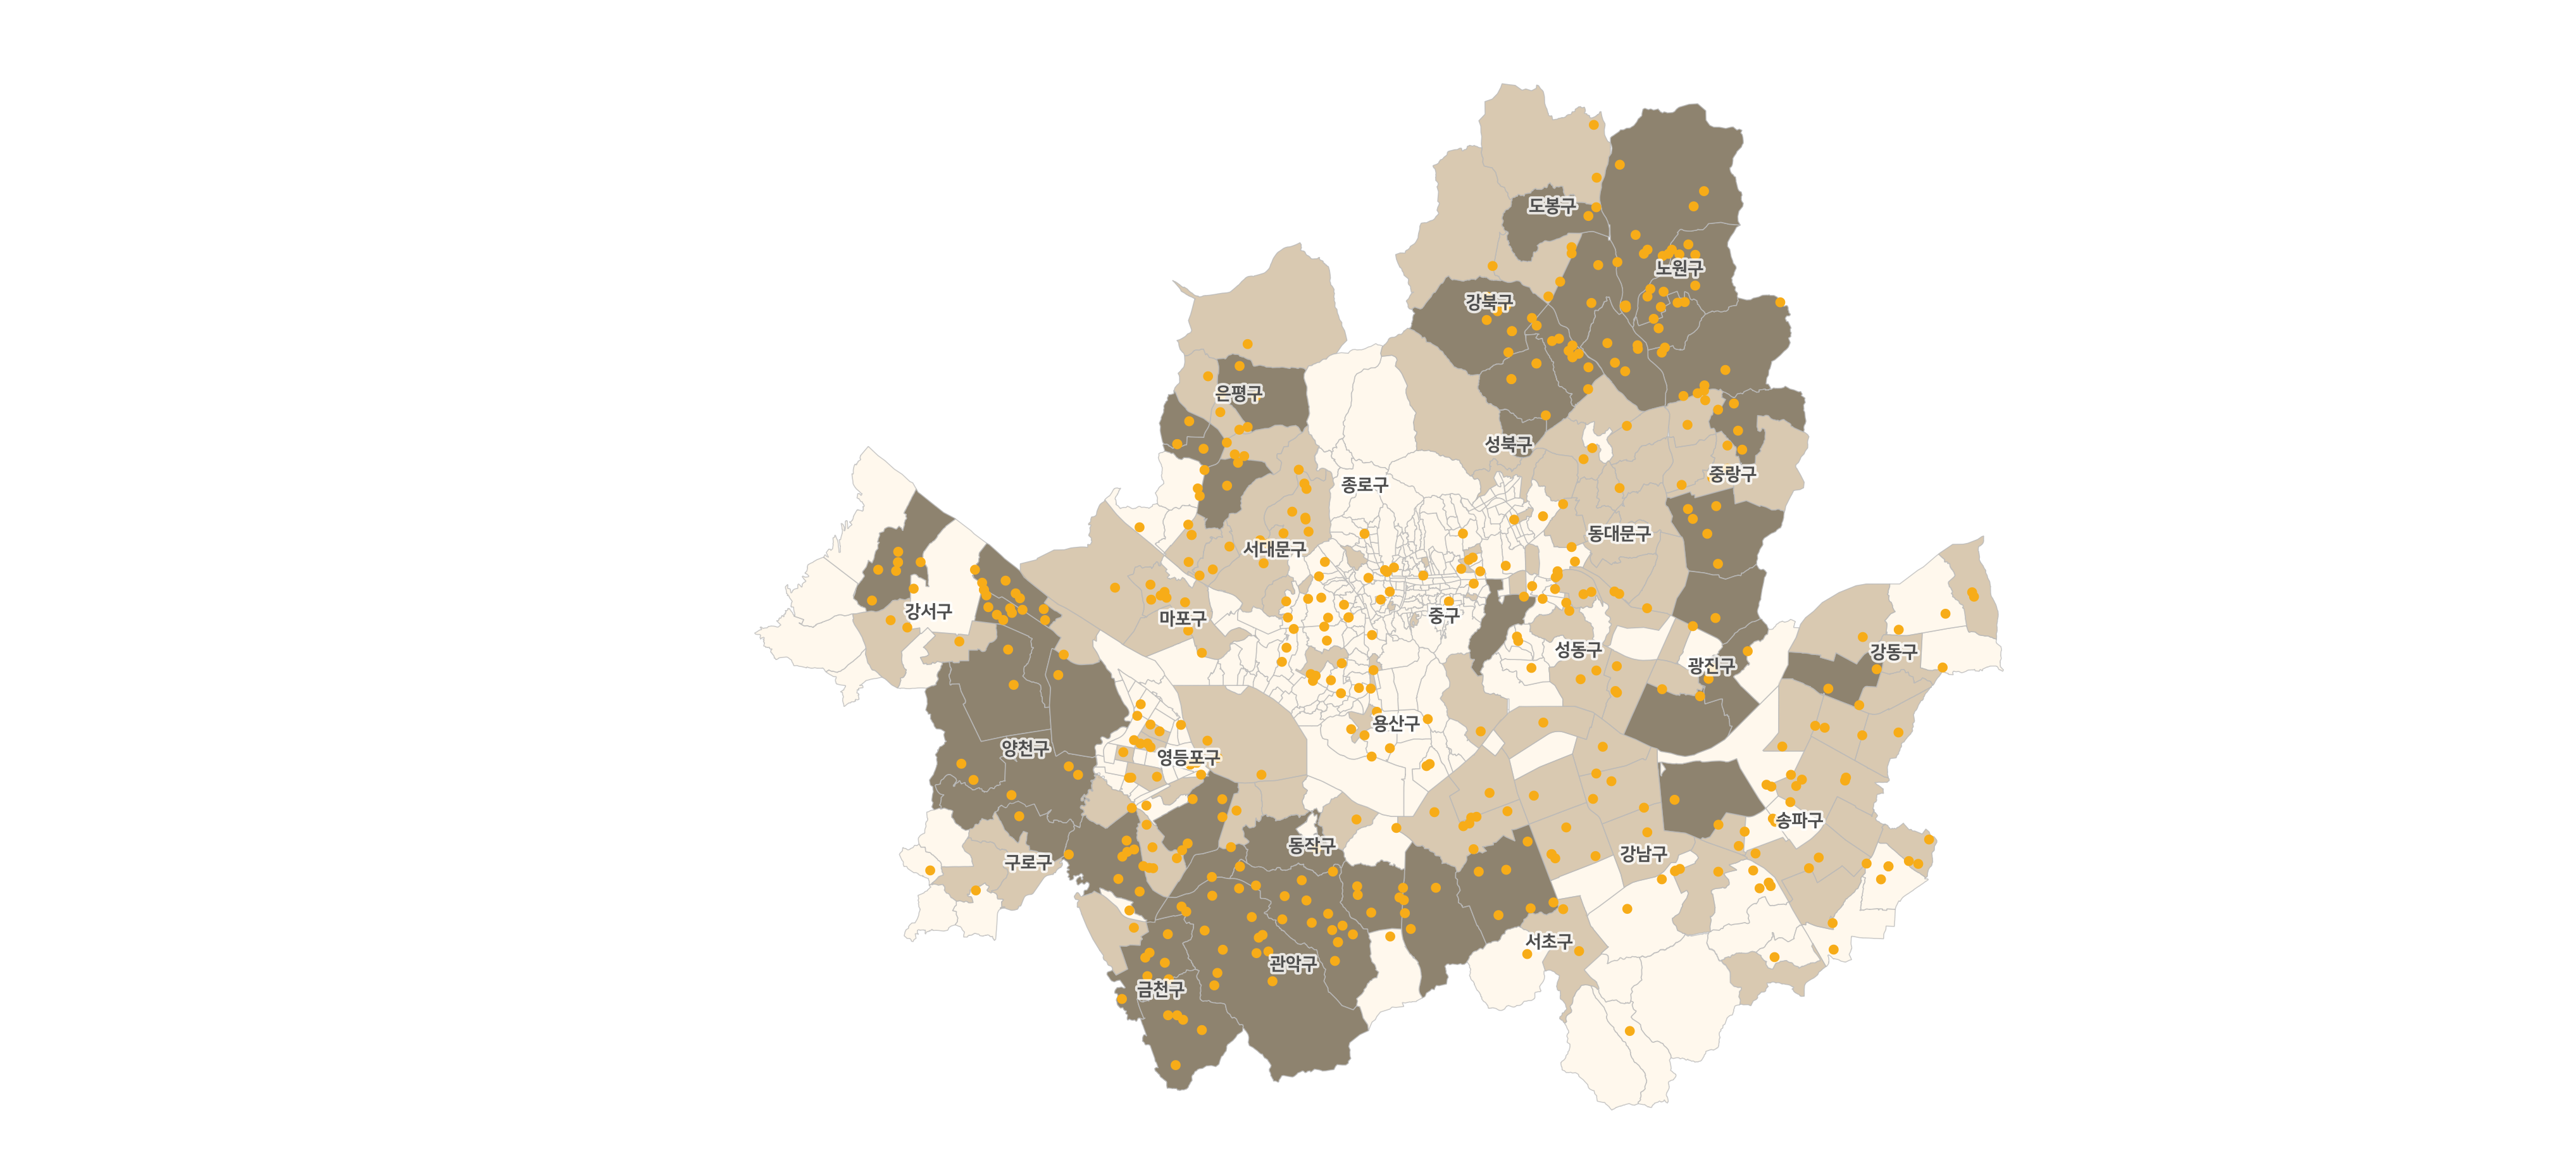 도봉구
노원구
강북구
은평구
성북구
중랑구
종로구
동대문구
서대문구
강서구
마포구
중구
성동구
강동구
광진구
용산구
양천구
영등포구
송파구
동작구
강남구
구로구
서초구
관악구
금천구